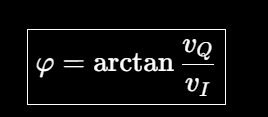 φ = arctan v_Q / v_I